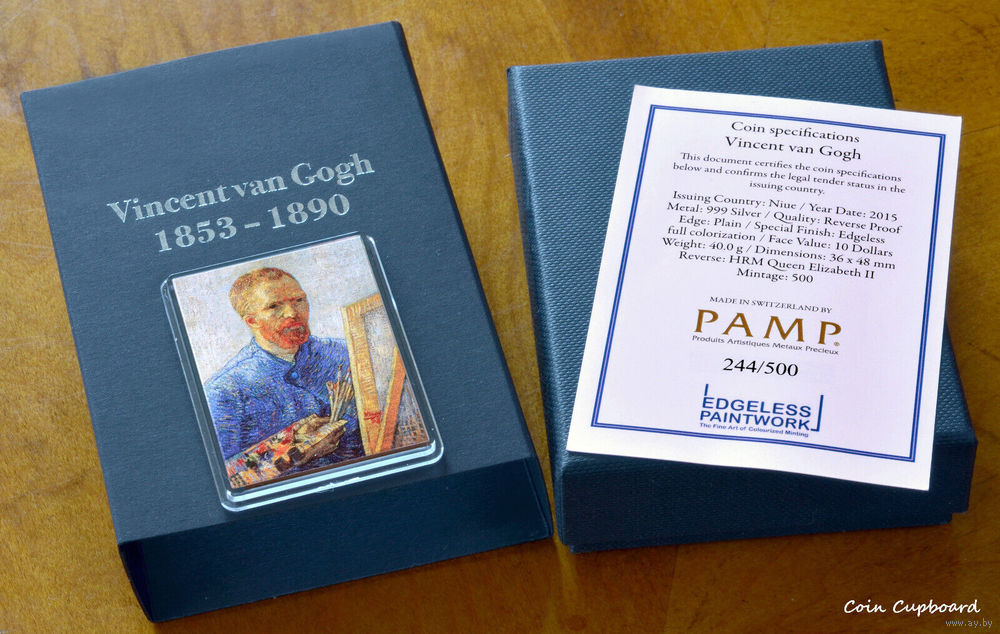 Vincent van Gogh
1853 – 1890
Coin specifications
Vincent van Gogh
This document certifies the coin specifications
below and confirms the legal tender status in the
issuing country.
Issuing Country: Niue / Year Date: 2015
Metal: 999 Silver / Quality: Reverse Proof
Edge: Plain / Special Finish: Edgeless
full colorization / Face Value: 10 Dollars
Weight: 40.0 g / Dimensions: 36 x 48 mm
Reverse: HRM Queen Elizabeth II
Mintage: 500
MADE IN SWITZERLAND BY
PAMP®
Produits Artistiques Metaux Precieux
244/500
EDGELESS
PAINTWORK
The Fine Art of Colourized Minting
Coin Cupboard
www.ay.by